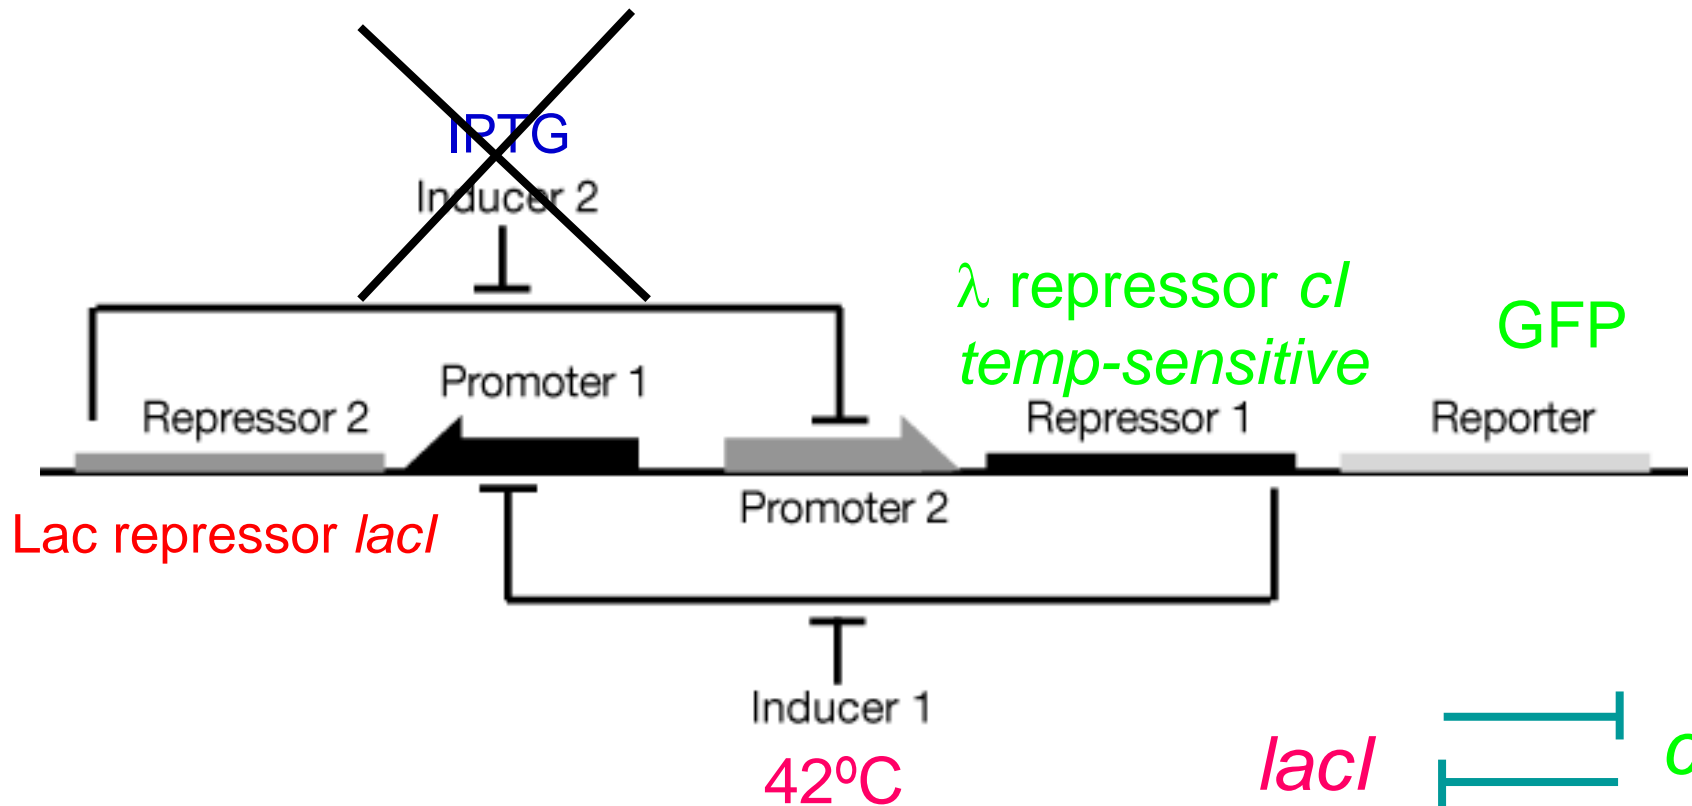 IPTG
Inducer 2
λ repressor cI
temp-sensitive
GFP
Promoter 1
Repressor 2
Repressor 1
Reporter
Promoter 2
Lac repressor lacI
Inducer 1
42ºC
lacI